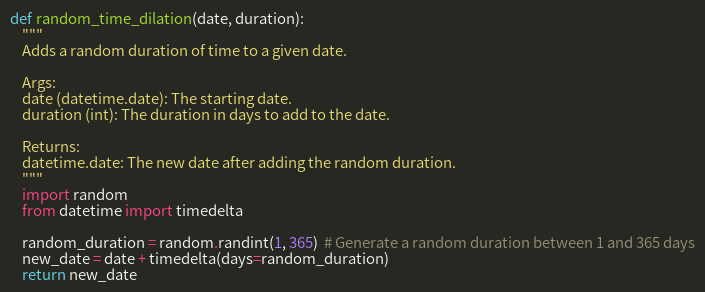 def random_time_dilation(date, duration):
    """
    Adds a random duration of time to a given date.

    Args:
    date (datetime.date): The starting date.
    duration (int): The duration in days to add to the date.

    Returns:
    datetime.date: The new date after adding the random duration.
    """
    import random
    from datetime import timedelta

    random_duration = random.randint(1, 365)  # Generate a random duration between 1 and 365 days
    new_date = date + timedelta(days=random_duration)
    return new_date